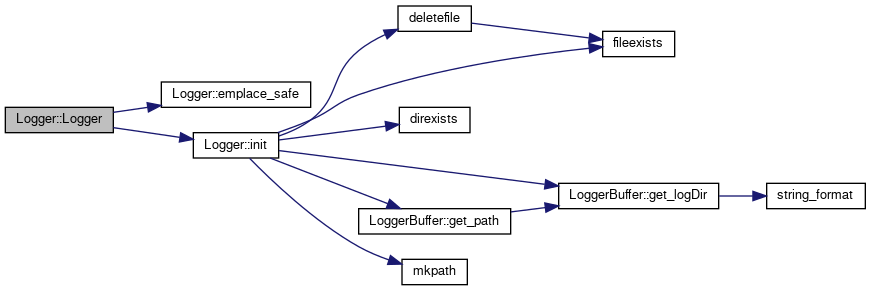 deletefile
fileexists
Logger::emplace_safe
Logger::Logger
direxists
Logger::init
LoggerBuffer::get_logDir
string_format
LoggerBuffer::get_path
mkpath